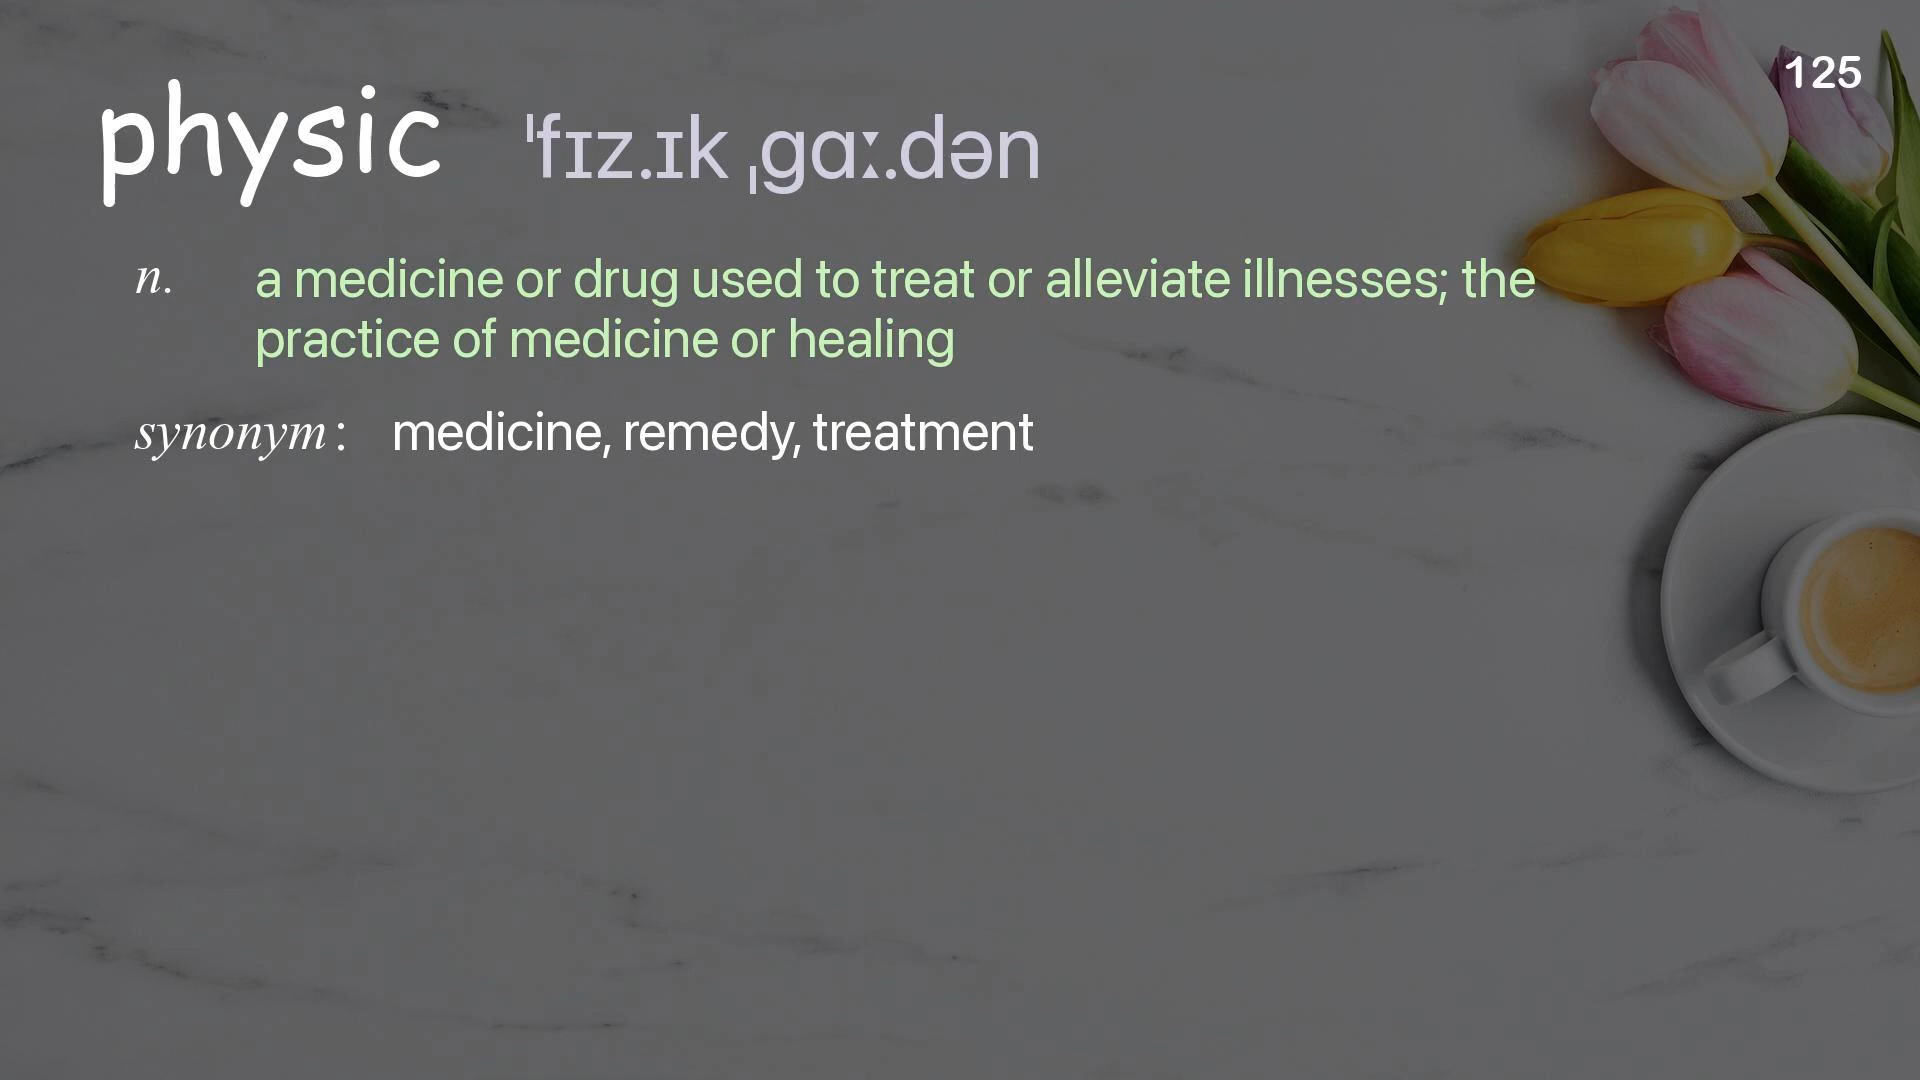 125
physic ˈfɪz.ɪk ˌɡɑː.dən
n. a medicine or drug used to treat or alleviate illnesses; the
practice of medicine or healing
synonym : medicine, remedy, treatment